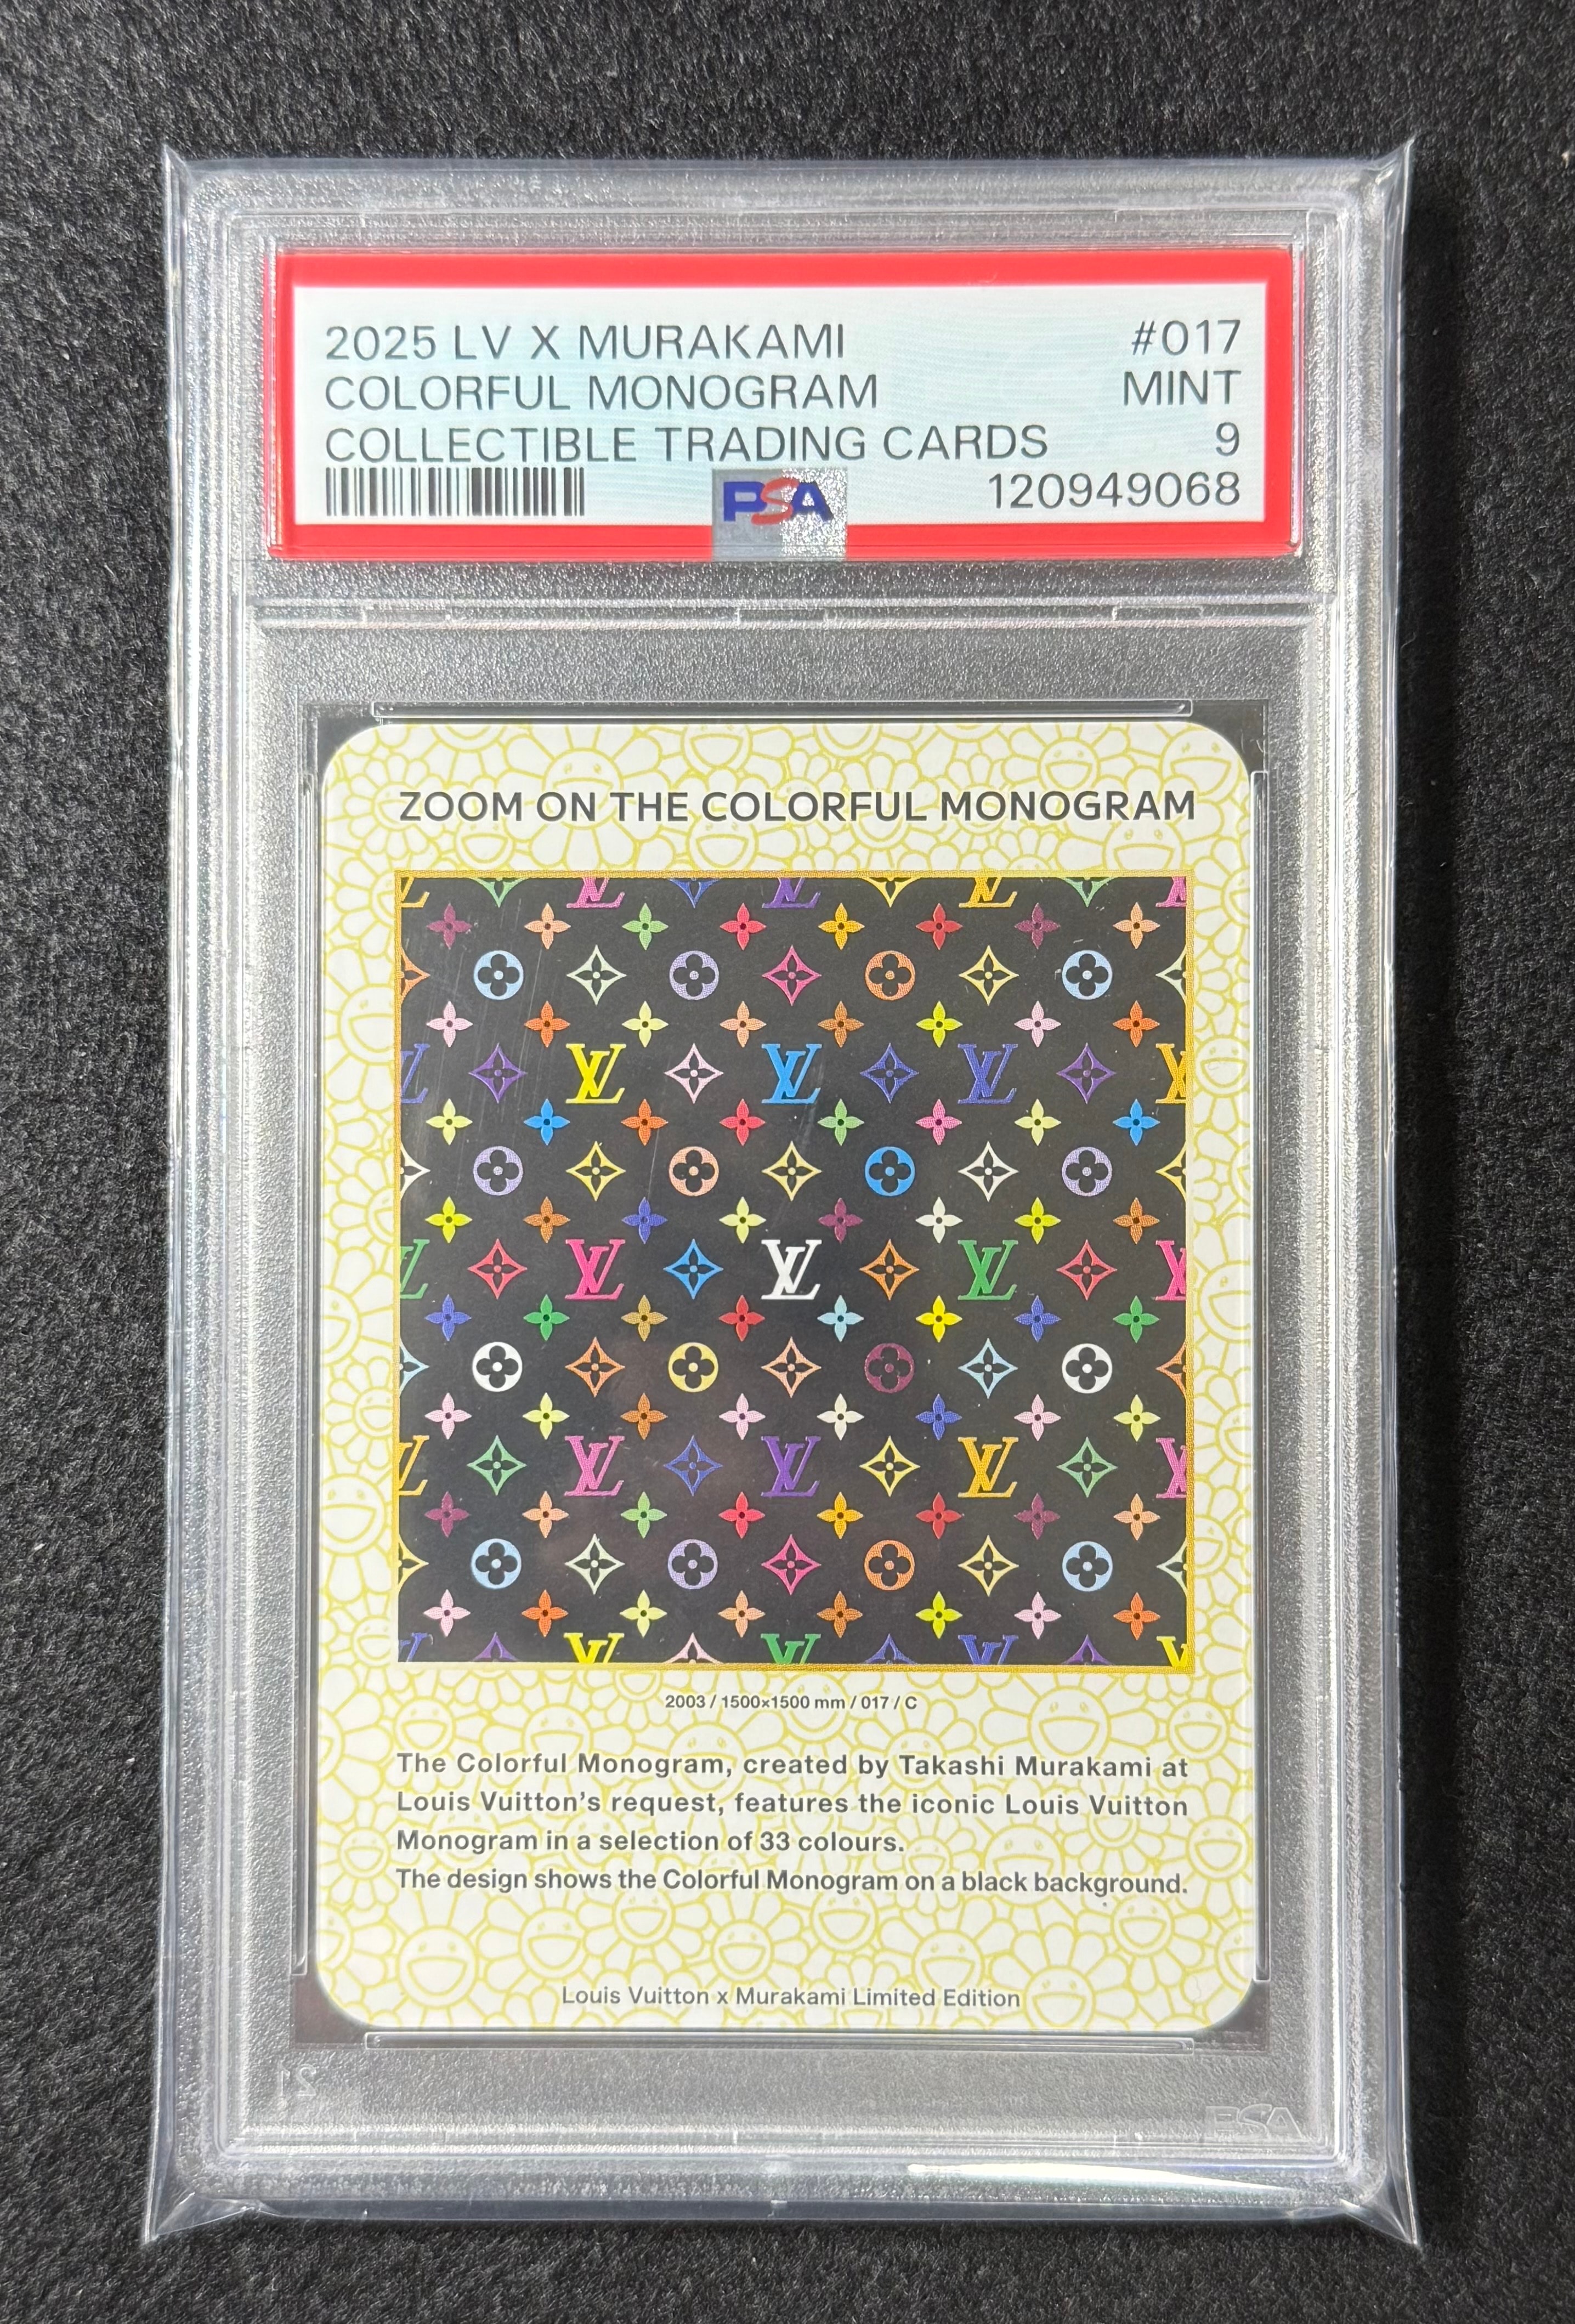 2025 LV X MURAKAMI #017
COLORFUL MONOGRAM MINT
COLLECTIBLE TRADING CARDS 9
PSA 120949068
ZOOM ON THE COLORFUL MONOGRAM
2003 / 1500×1500 mm / 017 / C
The Colorful Monogram, created by Takashi Murakami at
Louis Vuitton's request, features the iconic Louis Vuitton
Monogram in a selection of 33 colours.
The design shows the Colorful Monogram on a black background.
Louis Vuitton x Murakami Limited Edition
PSA